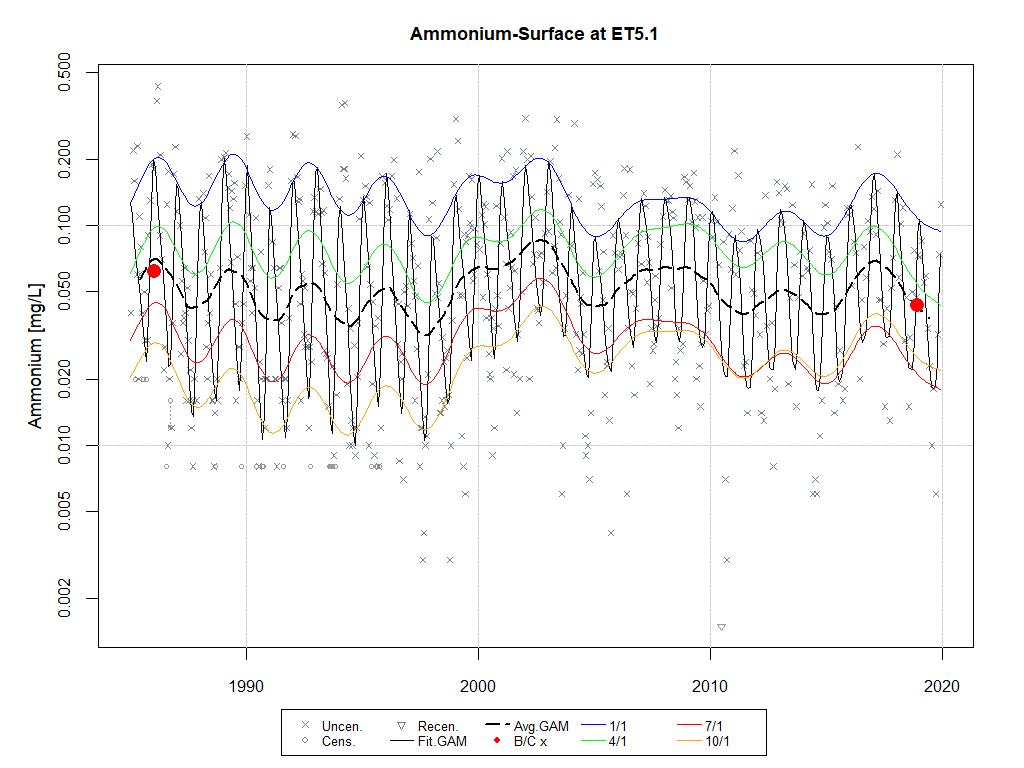 Ammonium-Surface at ET5.1
Ammonium [mg/L]
0.500
0.200
0.100
0.050
0.020
0.010
0.005
0.002
1990 2000 2010 2020
Uncen. Recen. Avg.GAM 1/1 7/1
Cens. Fit.GAM B/C x 4/1 10/1